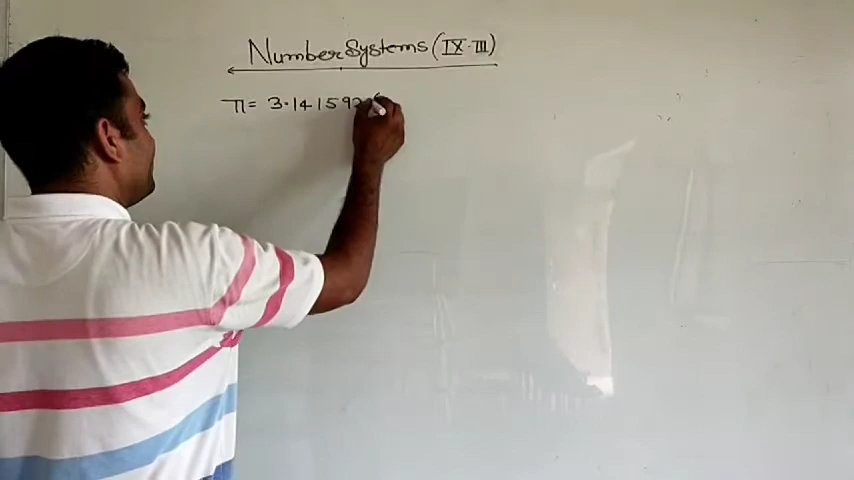 Number Systems (IX-III)
π = 3.141592